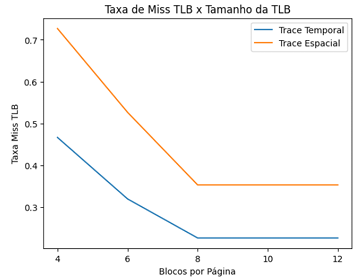 Taxa de Miss TLB x Tamanho da TLB
Trace Temporal
Trace Espacial
Taxa Miss TLB
0.7
0.6
0.5
0.4
0.3
4
6
8
10
12
Blocos por Página